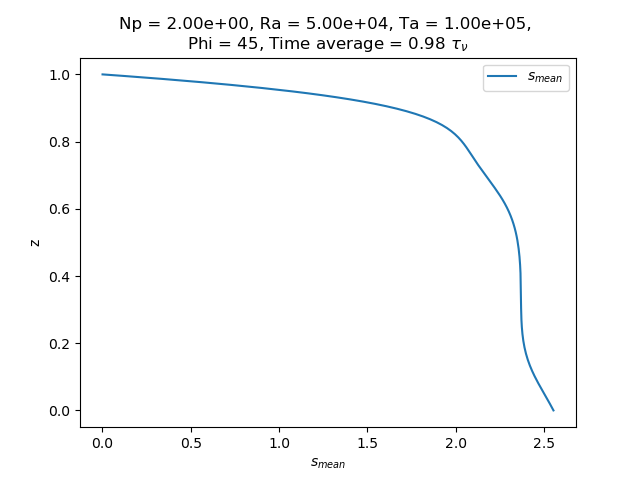 Np = 2.00e+00, Ra = 5.00e+04, Ta = 1.00e+05,
Phi = 45, Time average = 0.98 τ_ν
s_mean
1.0
0.8
0.6
0.4
0.2
0.0
z
0.0 0.5 1.0 1.5 2.0 2.5
s_mean